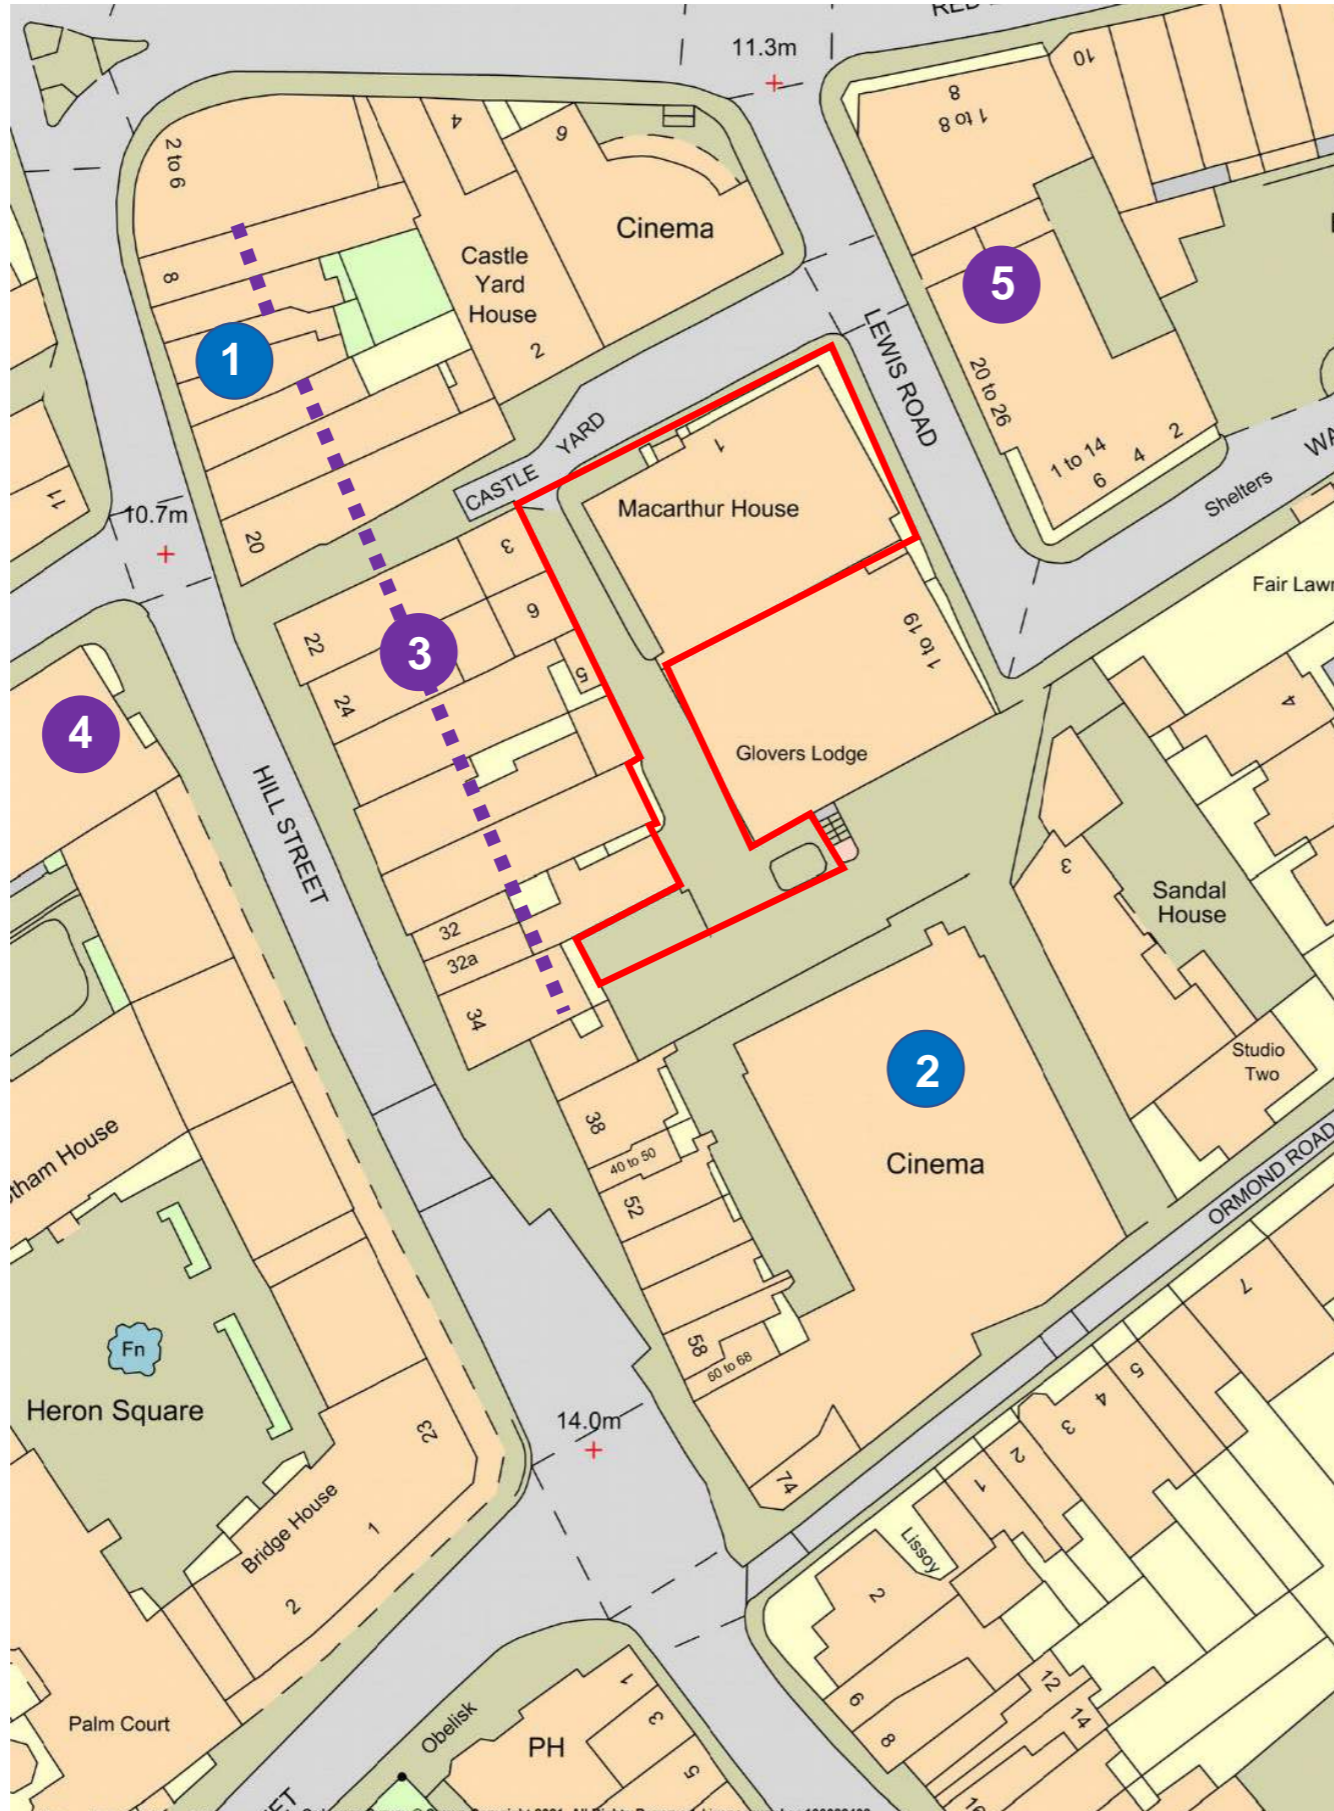 11.3m
10
8
1 to 8
2 to 6
4
6
Cinema
8
Castle
Yard
House
2
5
1
LEWIS ROAD
20 to 26
1 to 14
6
4
2
Shelters
11
10.7m
20
CASTLE YARD
1
Macarthur House
3
6
5
22
3
24
1 to 19
Fair Lawn
4
4
Glovers Lodge
HILL STREET
3
Sandal
House
32
32a
34
2
Cinema
Studio
Two
ORMOND ROAD
38
40 to 50
52
58
60 to 68
74
Fn
Heron Square
23
Bridge House
1
2
14.0m
7
5
4
3
2
1
Lissoy
2
6
8
12
14
16
Palm Court
Obelisk
PH
1
3
5